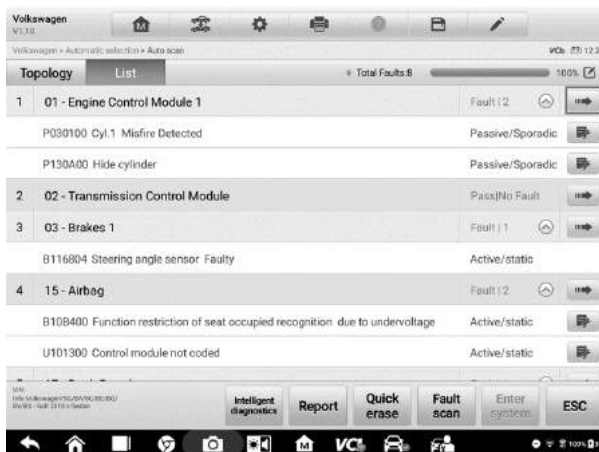 Volkswagen
V1.10
Volkswagen > Automatic selection > Auto scan
VCI: 12.2
Topology List Total Faults:8 100%
1 01 - Engine Control Module 1 Fault | 2
P030100 Cyl.1 Misfire Detected Passive/Sporadic
P130A00 Hide cylinder Passive/Sporadic
2 02 - Transmission Control Module Pass|No Fault
3 03 - Brakes 1 Fault | 1
B116804 Steering angle sensor Faulty Active/static
4 15 - Airbag Fault | 2
B10B400 Function restriction of seat occupied recognition due to undervoltage Active/static
U101300 Control module not coded Active/static
VIN:
Intelligent diagnostics
Report
Quick erase
Fault scan
Enter system
ESC
VCI
100%